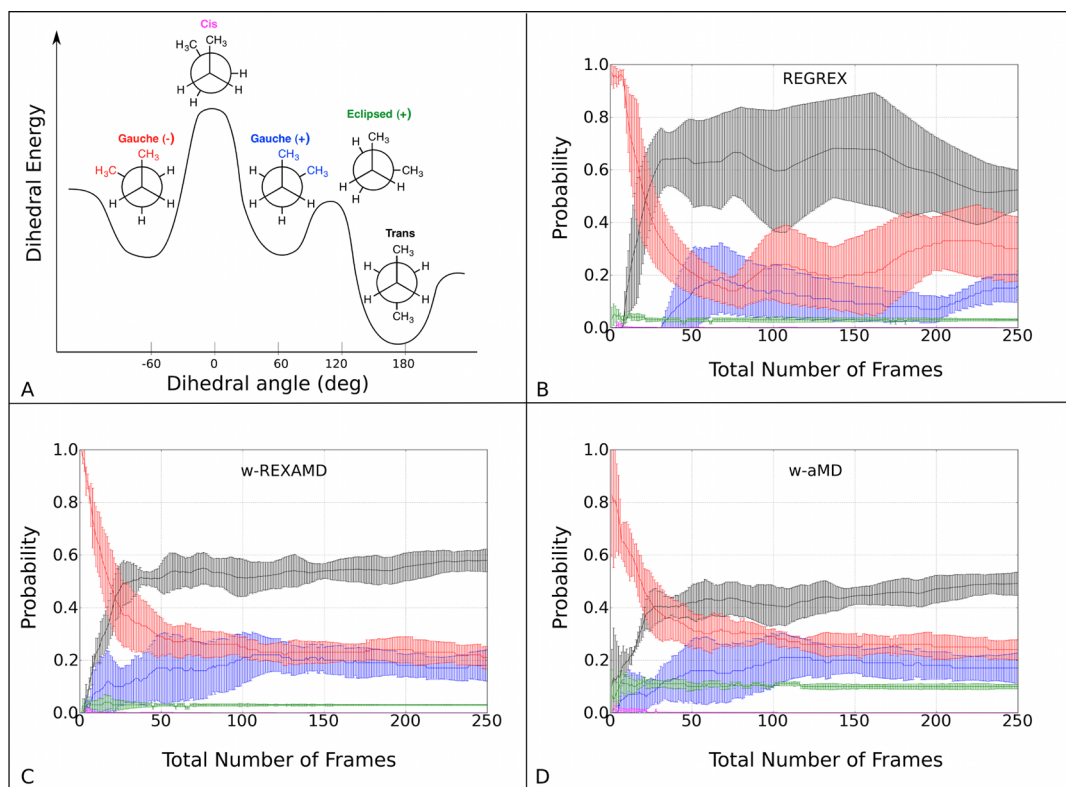 Cis
H₃C CH₃
H
H H
H
Gauche (-)
CH₃
H₃C H
H H
H
Gauche (+)
CH₃
H CH₃
H H
H
Eclipsed (+)
H CH₃
CH₃
H
H H
Trans
CH₃
H H
H H
CH₃
Dihedral Energy
-60 0 60 120 180
Dihedral angle (deg)
A
REGREX
Probability
1.0
0.8
0.6
0.4
0.2
0.0
0 50 100 150 200 250
Total Number of Frames
B
w-REXAMD
Probability
1.0
0.8
0.6
0.4
0.2
0.0
0 50 100 150 200 250
Total Number of Frames
C
w-aMD
Probability
1.0
0.8
0.6
0.4
0.2
0.0
0 50 100 150 200 250
Total Number of Frames
D